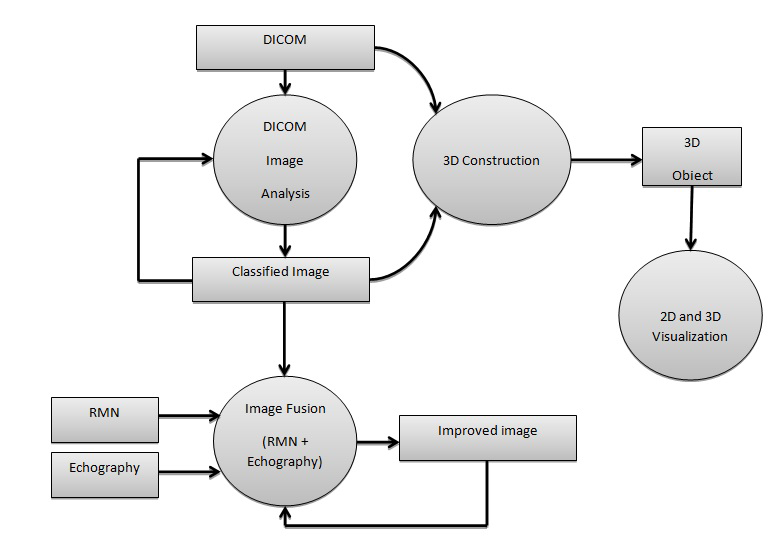 DICOM
DICOM
Image
Analysis
3D Construction
3D
Obiect
Classified Image
2D and 3D
Visualization
RMN
Echography
Image Fusion
(RMN +
Echography)
Improved image